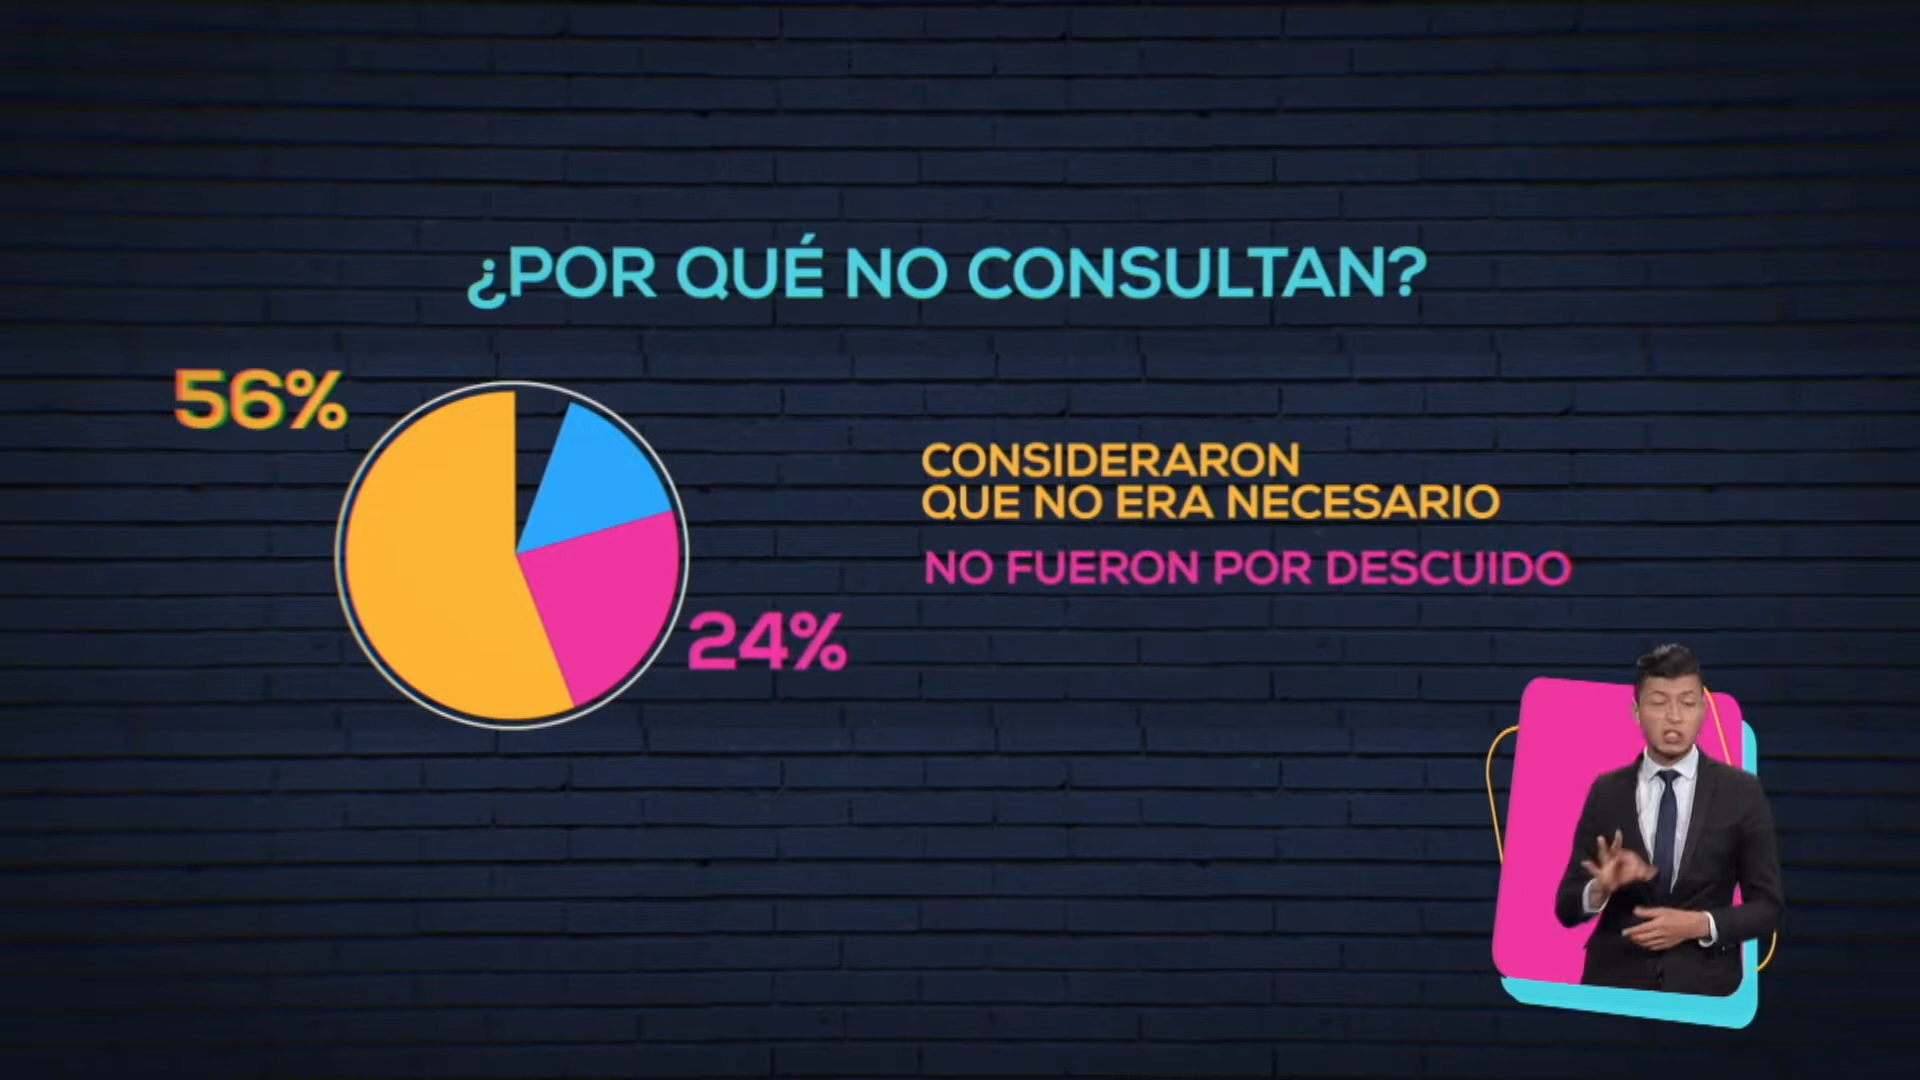 ¿POR QUÉ NO CONSULTAN?
56%
CONSIDERARON
QUE NO ERA NECESARIO
NO FUERON POR DESCUIDO
24%